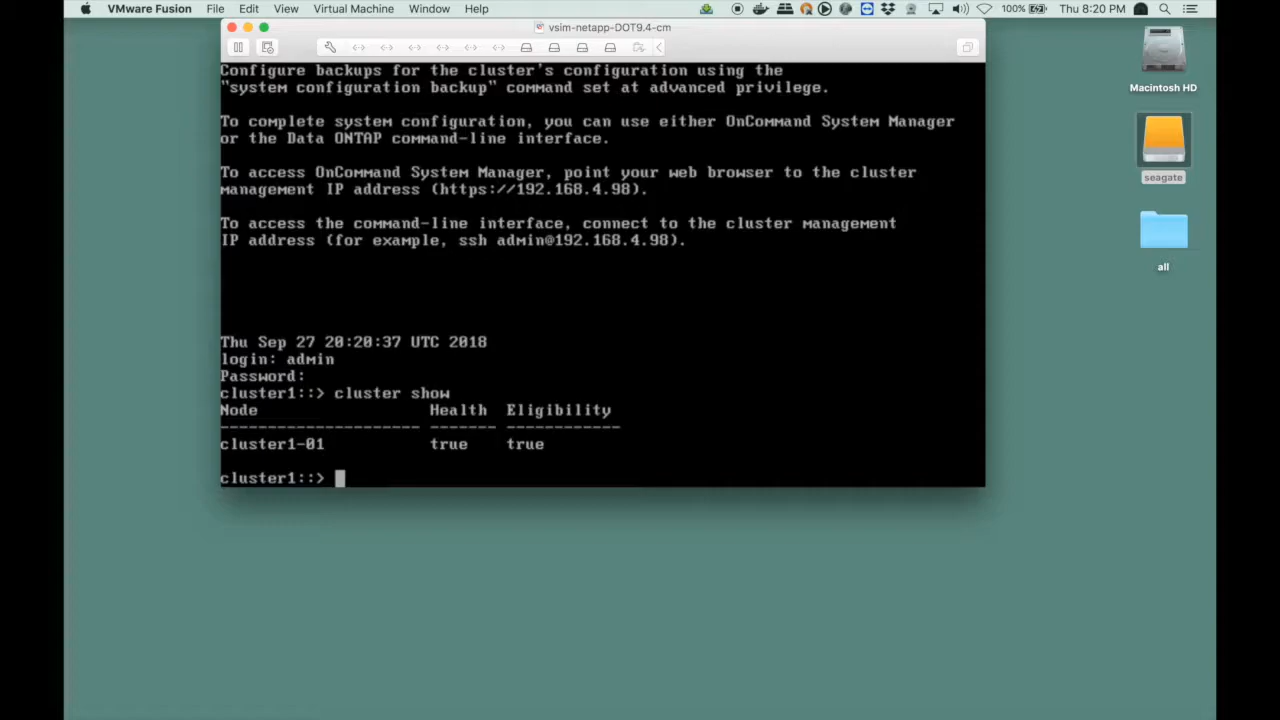 VMware Fusion File Edit View Virtual Machine Window Help 100% Thu 8:20 PM
vsim-netapp-DOT9.4-cm
Configure backups for the cluster's configuration using the
"system configuration backup" command set at advanced privilege.
To complete system configuration, you can use either OnCommand System Manager
or the Data ONTAP command-line interface.
To access OnCommand System Manager, point your web browser to the cluster
management IP address (https://192.168.4.98).
To access the command-line interface, connect to the cluster management
IP address (for example, ssh admin@192.168.4.98).
Thu Sep 27 20:20:37 UTC 2018
login: admin
Password:
cluster1::> cluster show
Node Health Eligibility
--------------------- ------- ------------
cluster1-01 true true
cluster1::>
Macintosh HD
seagate
all